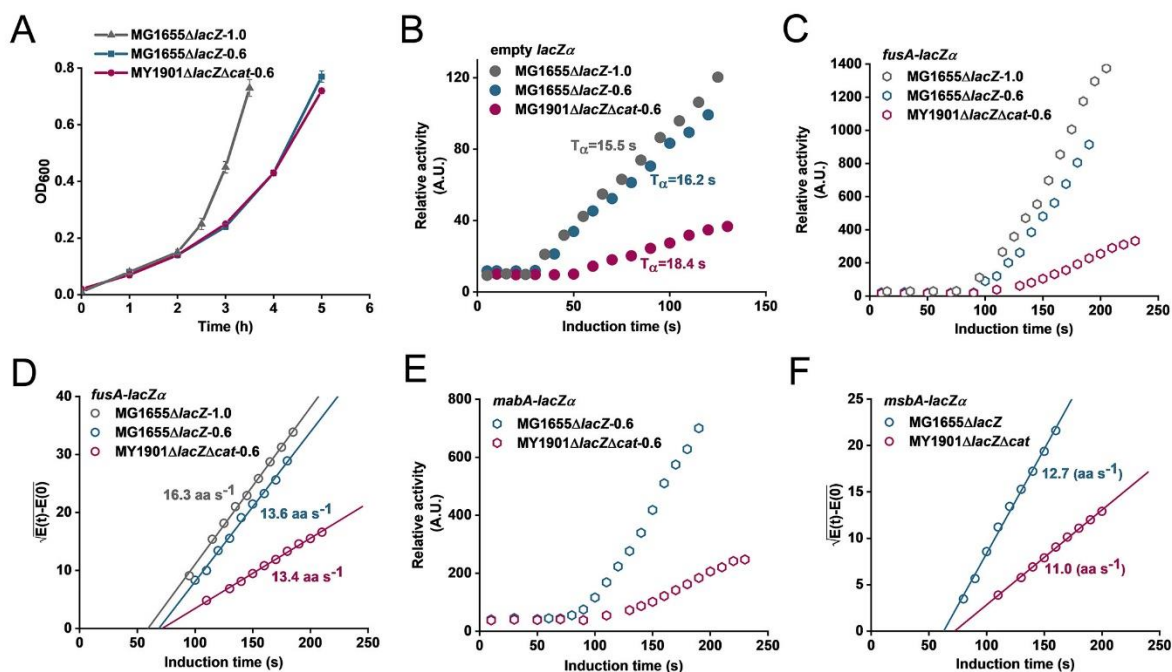 A
MG1655ΔlacZ-1.0
MG1655ΔlacZ-0.6
MY1901ΔlacZΔcat-0.6
0.8
0.6
0.4
0.2
0.0
OD600
0 1 2 3 4 5 6
Time (h)
B
empty lacZα
MG1655ΔlacZ-1.0
MG1655ΔlacZ-0.6
MG1901ΔlacZΔcat-0.6
120
80
40
0
Relative activity
(A.U.)
Tα=15.5 s
Tα=16.2 s
Tα=18.4 s
0 50 100 150
Induction time (s)
C
fusA-lacZα
MG1655ΔlacZ-1.0
MG1655ΔlacZ-0.6
MY1901ΔlacZΔcat-0.6
1400
1200
1000
800
600
400
200
0
Relative activity
(A.U.)
0 50 100 150 200 250
Induction time (s)
D
fusA-lacZα
MG1655ΔlacZ-1.0
MG1655ΔlacZ-0.6
MY1901ΔlacZΔcat-0.6
40
30
20
10
0
√E(t)-E(0)
16.3 aa s⁻¹
13.6 aa s⁻¹
13.4 aa s⁻¹
0 50 100 150 200 250
Induction time (s)
E
mabA-lacZα
MG1655ΔlacZ-0.6
MY1901ΔlacZΔcat-0.6
800
600
400
200
0
Relative activity
(A.U.)
0 50 100 150 200 250
Induction time (s)
F
msbA-lacZα
MG1655ΔlacZ
MY1901ΔlacZΔcat
25
20
15
10
5
0
√E(t)-E(0)
12.7 (aa s⁻¹)
11.0 (aa s⁻¹)
0 50 100 150 200 250
Induction time (s)